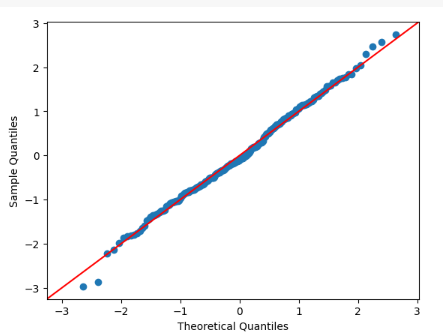 3
2
1
0
−1
−2
−3
Sample Quantiles
−3 −2 −1 0 1 2 3
Theoretical Quantiles